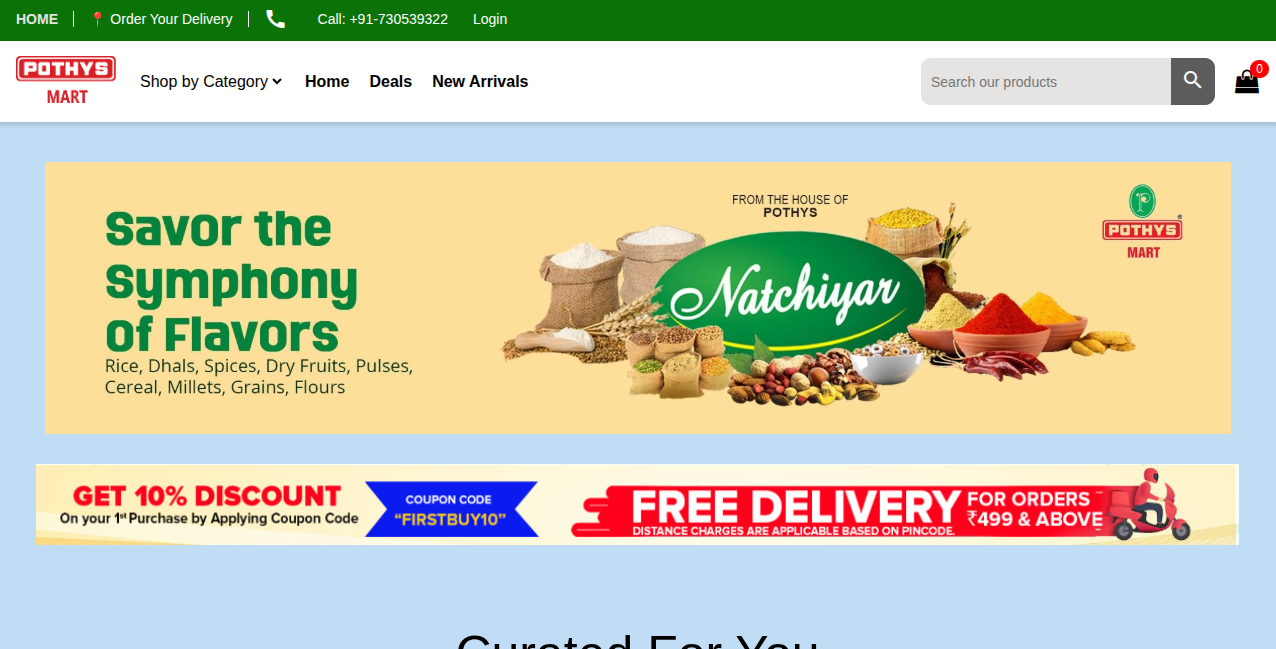 HOME
📍 Order Your Delivery
Call: +91-730539322
Login
POTHYS
MART
Shop by Category
Home
Deals
New Arrivals
Search our products
0
Savor the
Symphony
of Flavors
Rice, Dhals, Spices, Dry Fruits, Pulses,
Cereal, Millets, Grains, Flours
FROM THE HOUSE OF
POTHYS
Natchiyar
P
POTHYS
®
MART
GET 10% DISCOUNT
On your 1st Purchase by Applying Coupon Code
COUPON CODE
“FIRSTBUY10”
FREE DELIVERY
DISTANCE CHARGES ARE APPLICABLE BASED ON PINCODE.
FOR ORDERS
₹499 & ABOVE
Curated For You